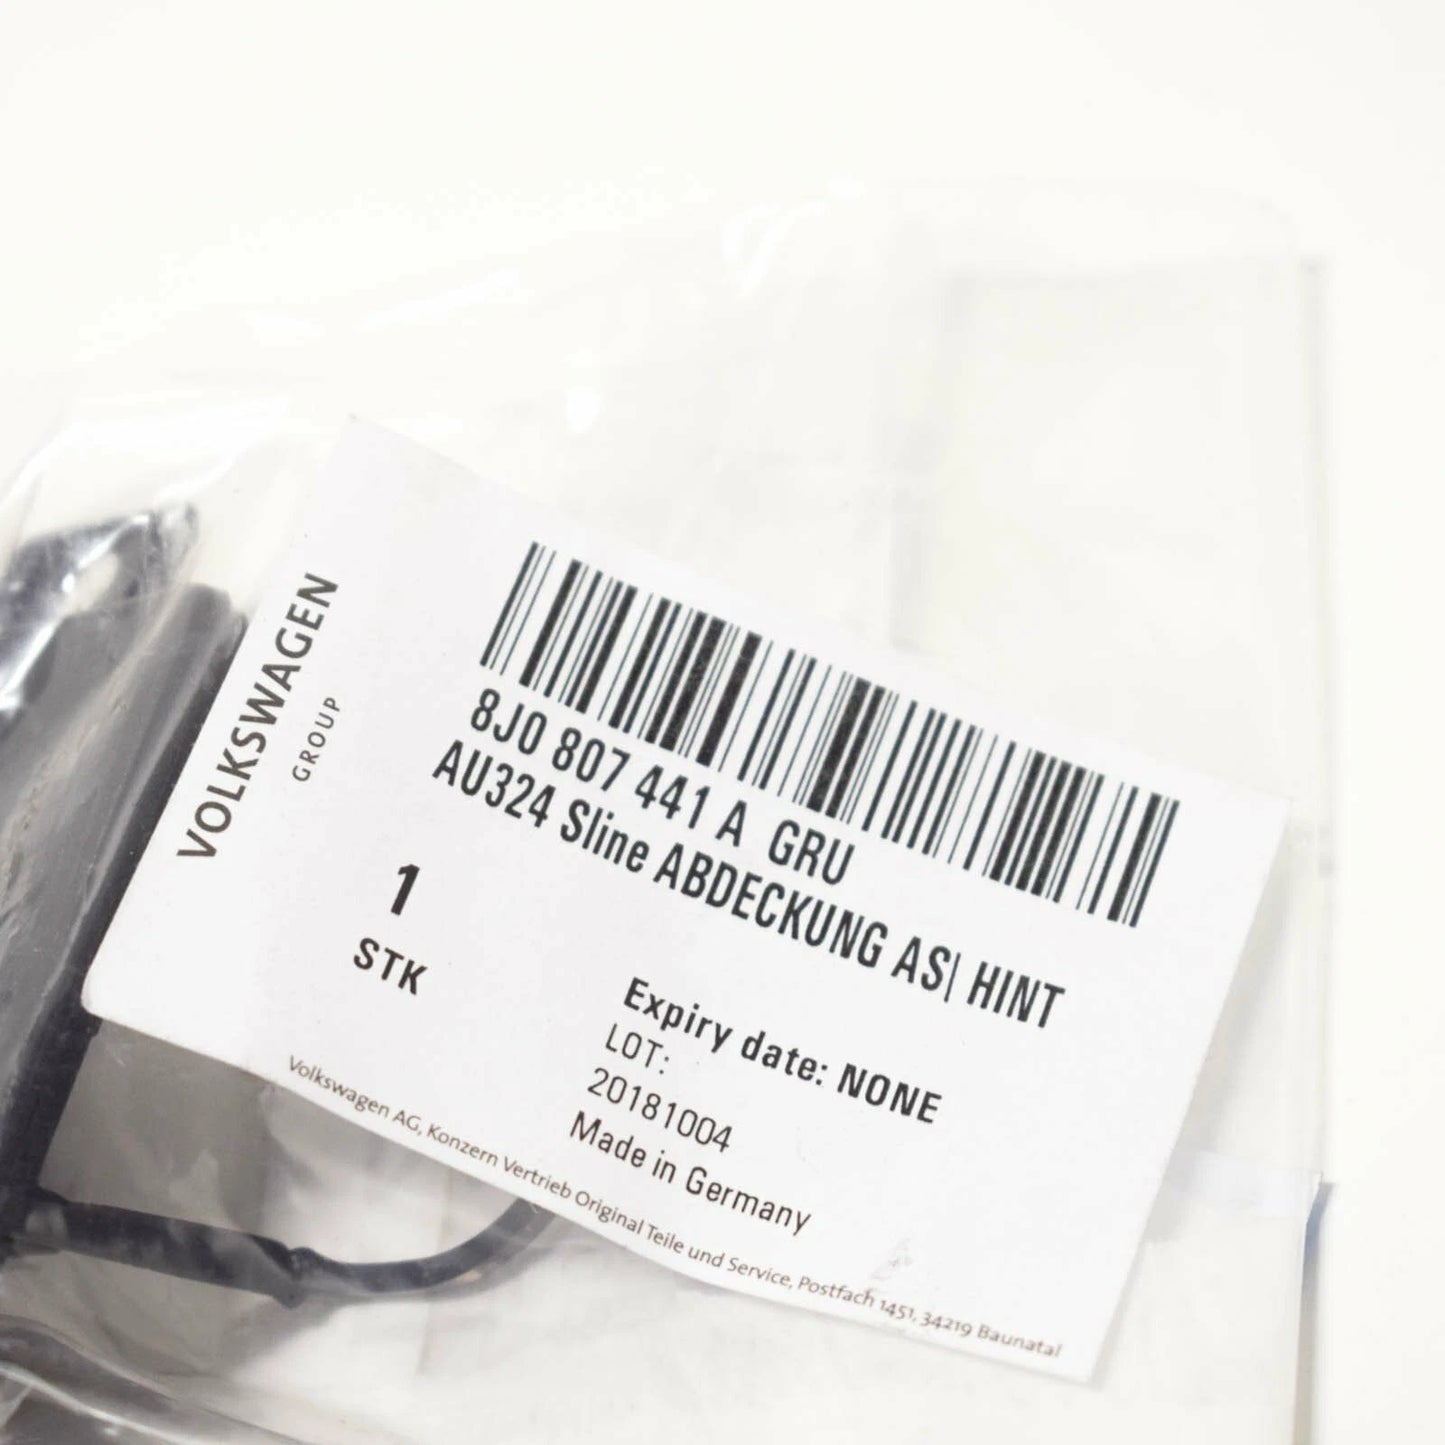 VOLKSWAGEN
GROUP
8J0 807 441 A GRU
AU324 Sline ABDECKUNG AS| HINT
1
STK
Expiry date: NONE
LOT:
20181004
Made in Germany
Volkswagen AG, Konzern Vertrieb Original Teile und Service, Postfach 1451, 34219 Baunatal